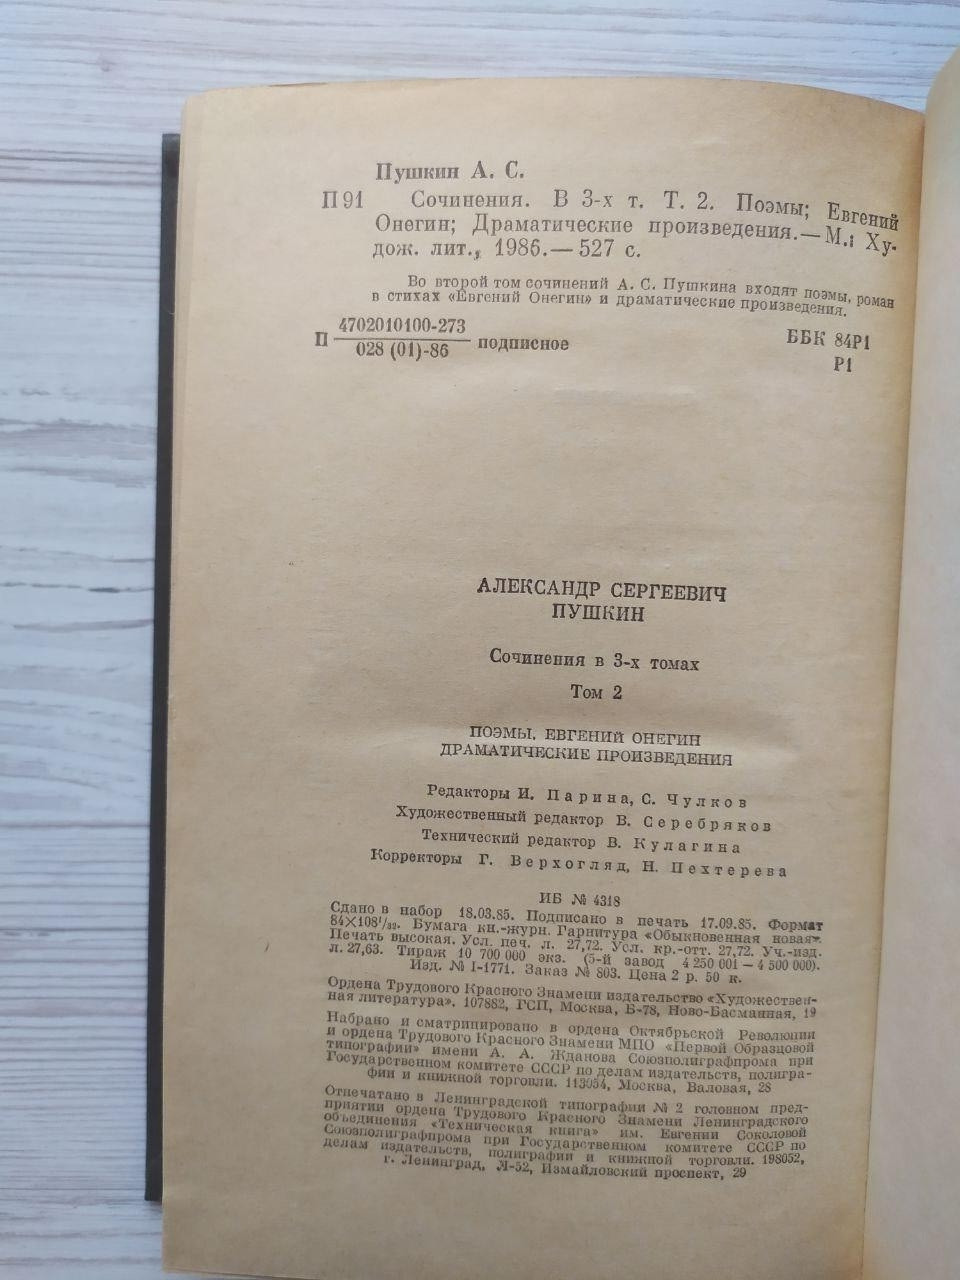 Пушкин А. С.
П91 Сочинения. В 3-х т. Т. 2. Поэмы; Евгений
Онегин; Драматические произведения.— М.: Ху-
дож. лит., 1986.— 527 с.
Во второй том сочинений А. С. Пушкина входят поэмы, роман
в стихах «Евгений Онегин» и драматические произведения.
П 4702010100-273 подписное ББК 84Р1
028 (01)-86 Р1
АЛЕКСАНДР СЕРГЕЕВИЧ
ПУШКИН
Сочинения в 3-х томах
Том 2
ПОЭМЫ. ЕВГЕНИЙ ОНЕГИН
ДРАМАТИЧЕСКИЕ ПРОИЗВЕДЕНИЯ
Редакторы И. Парина, С. Чулков
Художественный редактор В. Серебряков
Технический редактор В. Кулагина
Корректоры Г. Верхогляд, Н. Пехтерева
ИБ № 4318
Сдано в набор 18.03.85. Подписано в печать 17.09.85. Формат
84×108¹/₃₂. Бумага кн.-журн. Гарнитура «Обыкновенная новая».
Печать высокая. Усл. печ. л. 27,72. Усл. кр.-отт. 27,72. Уч.-изд.
л. 27,63. Тираж 10 700 000 экз. (5-й завод 4 250 001 — 4 500 000).
Изд. № I-1771. Заказ № 803. Цена 2 р. 50 к.
Ордена Трудового Красного Знамени издательство «Художествен-
ная литература». 107882, ГСП, Москва, Б-78, Ново-Басманная, 19
Набрано и сматрицировано в ордена Октябрьской Революции
и ордена Трудового Красного Знамени МПО «Первой Образцовой
типографии» имени А. А. Жданова Союзполиграфпрома при
Государственном комитете СССР по делам издательств, полигра-
фии и книжной торговли. 113054, Москва, Валовая, 28
Отпечатано в Ленинградской типографии № 2 головном пред-
приятии ордена Трудового Красного Знамени Ленинградского
объединения «Техническая книга» им. Евгении Соколовой
Союзполиграфпрома при Государственном комитете СССР по
делам издательств, полиграфии и книжной торговли. 198052,
г. Ленинград, Л-52, Измайловский проспект, 29